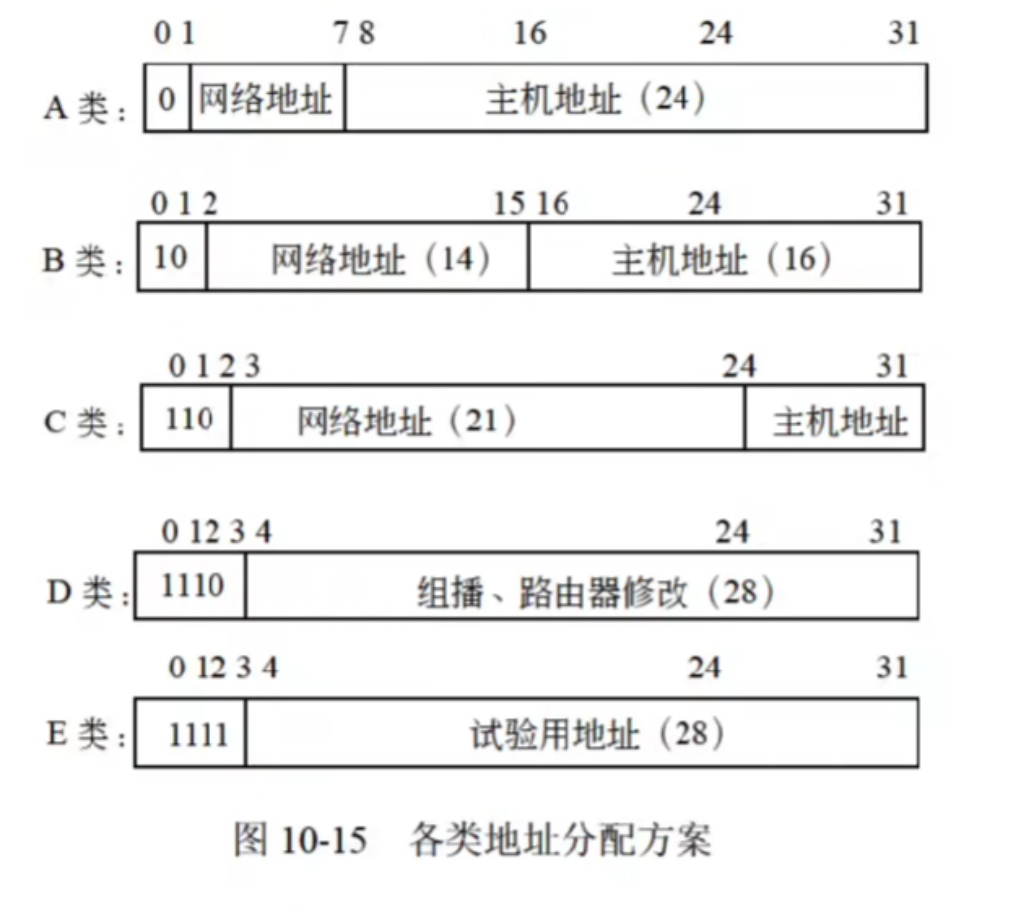 0 1 7 8 16 24 31
A 类： 0 网络地址 主机地址（24）
0 1 2 15 16 24 31
B 类： 10 网络地址（14） 主机地址（16）
0 1 2 3 24 31
C 类： 110 网络地址（21） 主机地址
0 12 3 4 24 31
D 类： 1110 组播、路由器修改（28）
0 12 3 4 24 31
E 类： 1111 试验用地址（28）
图 10-15 各类地址分配方案